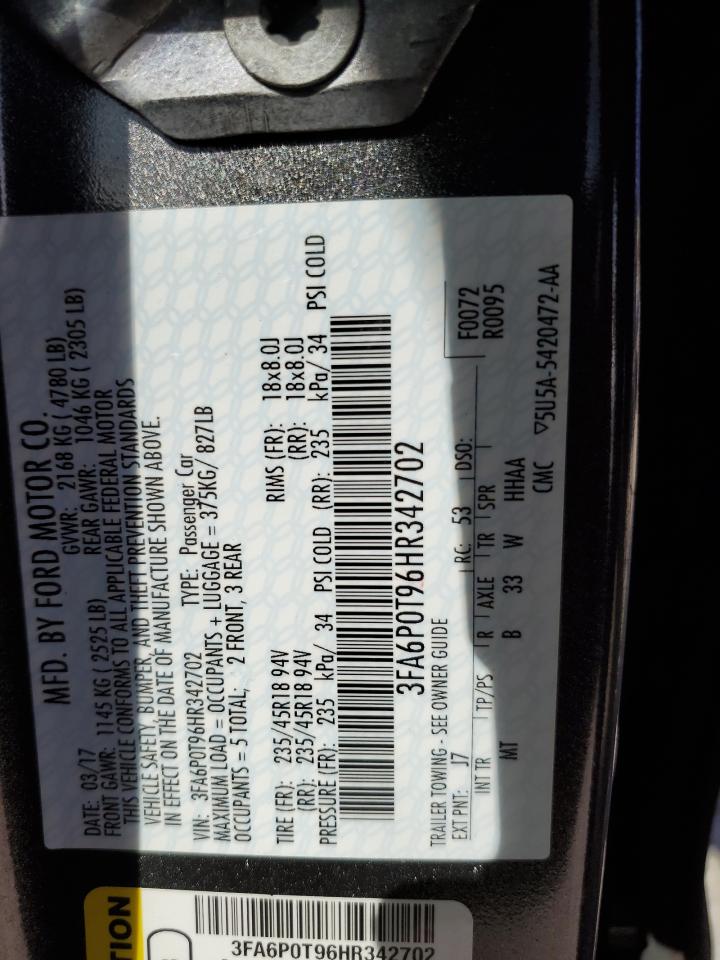 MFD. BY FORD MOTOR CO.
DATE: 03/17 GVWR: 2168 KG ( 4780 LB)
FRONT GAWR: 1145 KG ( 2525 LB) REAR GAWR: 1046 KG ( 2305 LB)
THIS VEHICLE CONFORMS TO ALL APPLICABLE FEDERAL MOTOR
VEHICLE SAFETY, BUMPER, AND THEFT PREVENTION STANDARDS
IN EFFECT ON THE DATE OF MANUFACTURE SHOWN ABOVE.
VIN: 3FA6P0T96HR342702 TYPE: Passenger Car
MAXIMUM LOAD = OCCUPANTS + LUGGAGE = 375KG/ 827LB
OCCUPANTS = 5 TOTAL; 2 FRONT, 3 REAR
TIRE (FR): 235/45R18 94V RIMS (FR): 18x8.0J
(RR): 235/45R18 94V (RR): 18x8.0J
PRESSURE (FR): 235 kPa/ 34 PSI COLD (RR): 235 kPa/ 34 PSI COLD
3FA6P0T96HR342702
TRAILER TOWING - SEE OWNER GUIDE F0072
EXT PNT: J7 RC: 53 DSO: R0095
INT TR TP/PS R AXLE TR SPR
MT B 33 W HHAA
CMC ▽5U5A-5420472-AA
TION
3FA6P0T96HR342702